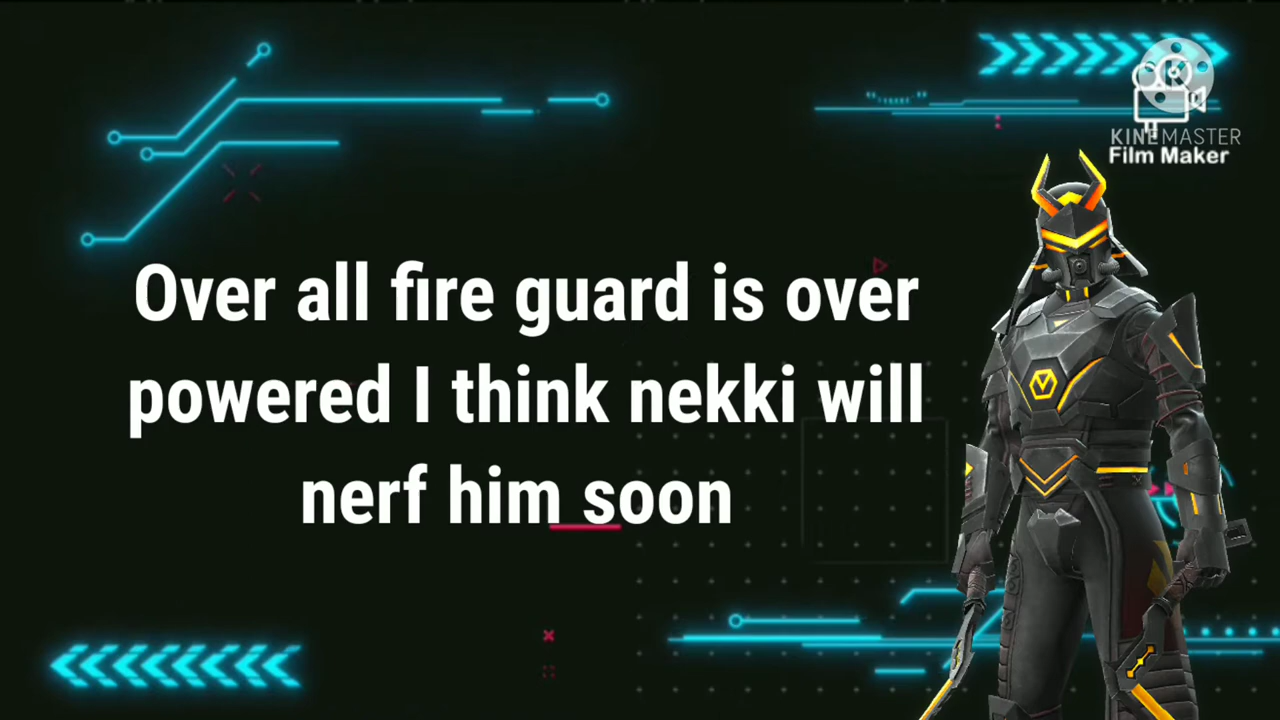 KINEMASTER
Film Maker
Over all fire guard is over
powered I think nekki will
nerf him soon